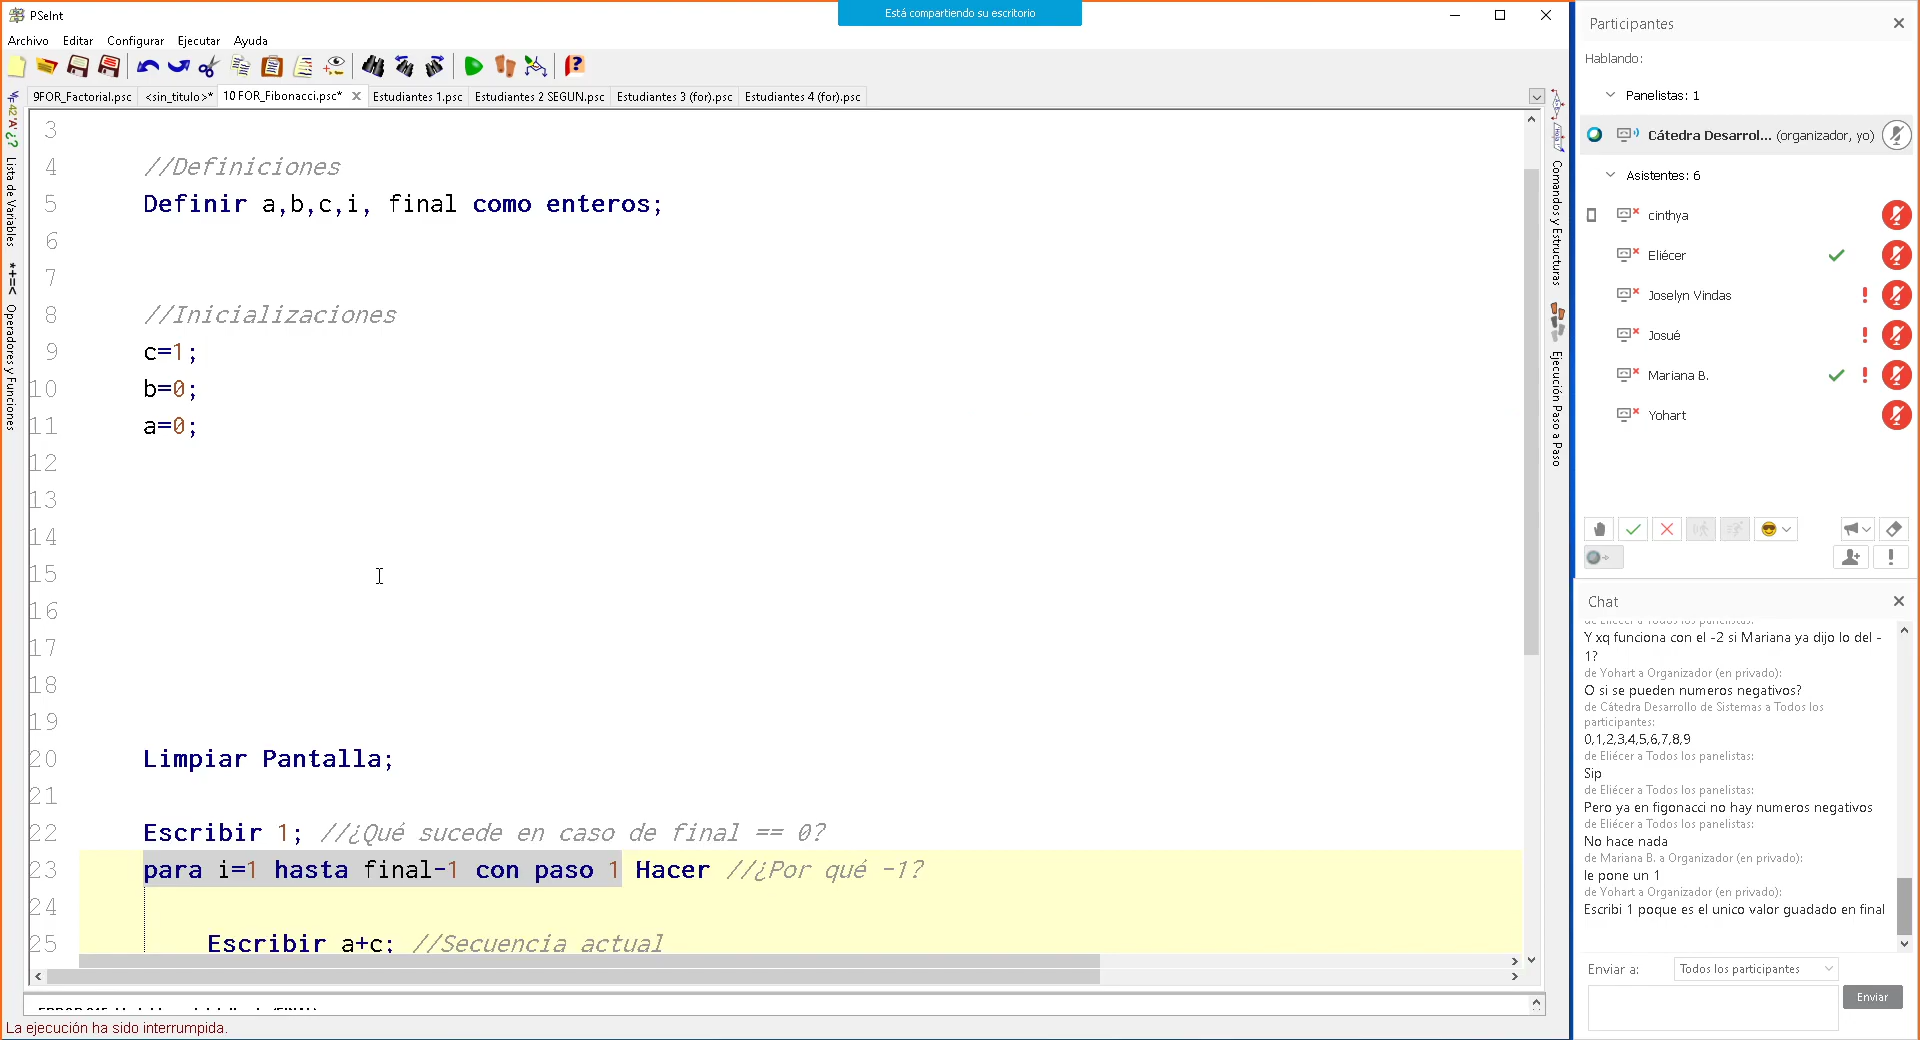 PSeInt
Está compartiendo su escritorio
Archivo Editar Configurar Ejecutar Ayuda
9FOR_Factorial.psc <sin_titulo>* 10 FOR_Fibonacci.psc* Estudiantes 1.psc Estudiantes 2 SEGUN.psc Estudiantes 3 (for).psc Estudiantes 4 (for).psc
Lista de Variables
Operadores y Funciones
3
4 //Definiciones
5 Definir a,b,c,i, final como enteros;
6
7
8 //Inicializaciones
9 c=1;
10 b=0;
11 a=0;
12
13
14
15
16
17
18
19
20 Limpiar Pantalla;
21
22 Escribir 1; //¿Qué sucede en caso de final == 0?
23 para i=1 hasta final-1 con paso 1 Hacer //¿Por qué -1?
24
25 Escribir a+c; //Secuencia actual
La ejecución ha sido interrumpida.
Comandos y Estructuras
Ejecución Paso a Paso
Participantes
Hablando:
Panelistas: 1
Cátedra Desarrol... (organizador, yo)
Asistentes: 6
cinthya
Eliécer
Joselyn Vindas
Josué
Mariana B.
Yohart
Chat
de Eliécer a Todos los panelistas:
Y xq funciona con el -2 si Mariana ya dijo lo del -
1?
de Yohart a Organizador (en privado):
O si se pueden numeros negativos?
de Cátedra Desarrollo de Sistemas a Todos los
participantes:
0,1,2,3,4,5,6,7,8,9
de Eliécer a Todos los panelistas:
Sip
de Eliécer a Todos los panelistas:
Pero ya en figonacci no hay numeros negativos
de Eliécer a Todos los panelistas:
No hace nada
de Mariana B. a Organizador (en privado):
le pone un 1
de Yohart a Organizador (en privado):
Escribi 1 poque es el unico valor guadado en final
Enviar a: Todos los participantes
Enviar